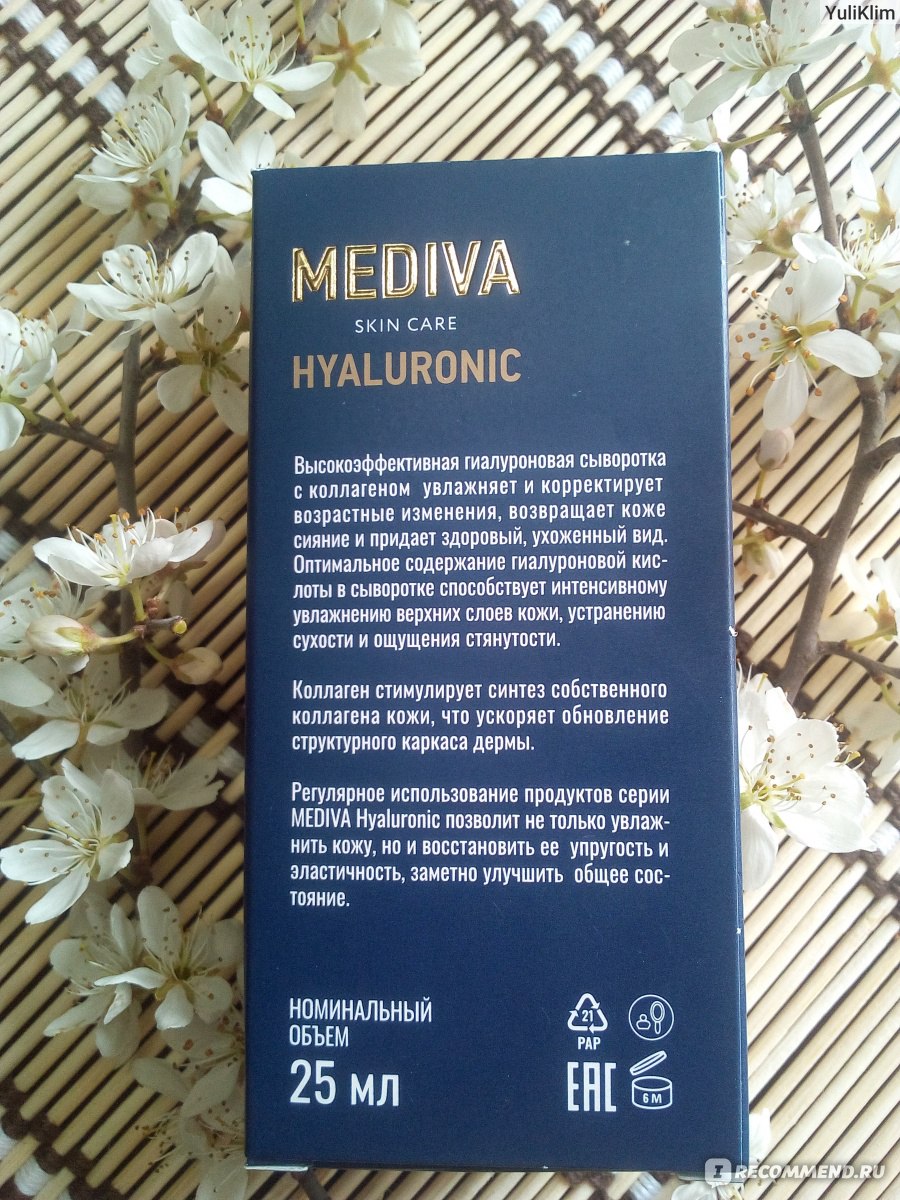 YuliKlim
MEDIVA
SKIN CARE
HYALURONIC
Высокоэффективная гиалуроновая сыворотка
с коллагеном увлажняет и корректирует
возрастные изменения, возвращает коже
сияние и придает здоровый, ухоженный вид.
Оптимальное содержание гиалуроновой кис-
лоты в сыворотке способствует интенсивному
увлажнению верхних слоев кожи, устранению
сухости и ощущения стянутости.
Коллаген стимулирует синтез собственного
коллагена кожи, что ускоряет обновление
структурного каркаса дермы.
Регулярное использование продуктов серии
MEDIVA Hyaluronic позволит не только увлаж-
нить кожу, но и восстановить ее упругость и
эластичность, заметно улучшить общее сос-
тояние.
НОМИНАЛЬНЫЙ
ОБЪЕМ
25 мл
21
PAP
EAC
6 M
I RECOMMEND.RU